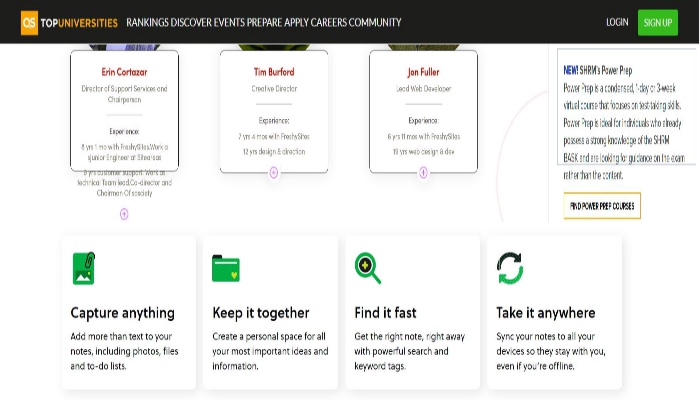 QS TOPUNIVERSITIES RANKINGS DISCOVER EVENTS PREPARE APPLY CAREERS COMMUNITY LOGIN SIGN UP
Erin Cortazar
Director of Support Services and
Chairperson
Experience:
8 yrs 1 mo with FreshySites.Work a
sjunior Engineer at Siteareas
9 yrs customer support. Work as
technical Team lead.Co-director and
Chairman Of sosciety
Tim Burford
Creative Director
Experience:
7 yrs 4 mos with FreshySites
12 yrs design & direction
Jon Fuller
Lead Web Developer
Experience:
6 yrs 11 mos with FreshySites
19 yrs web design & dev
NEW! SHRM's Power Prep
Power Prep is a condensed, 1-day or 3-week
virtual course that focuses on test-taking skills.
Power Prep is ideal for individuals who already
possess a strong knowledge of the SHRM
BASK and are looking for guidance on the exam
rather than the content.
FIND POWER PREP COURSES
Capture anything
Add more than text to your
notes, including photos, files
and to-do lists.
Keep it together
Create a personal space for all
your most important ideas and
information.
Find it fast
Get the right note, right away
with powerful search and
keyword tags.
Take it anywhere
Sync your notes to all your
devices so they stay with you,
even if you're offline.